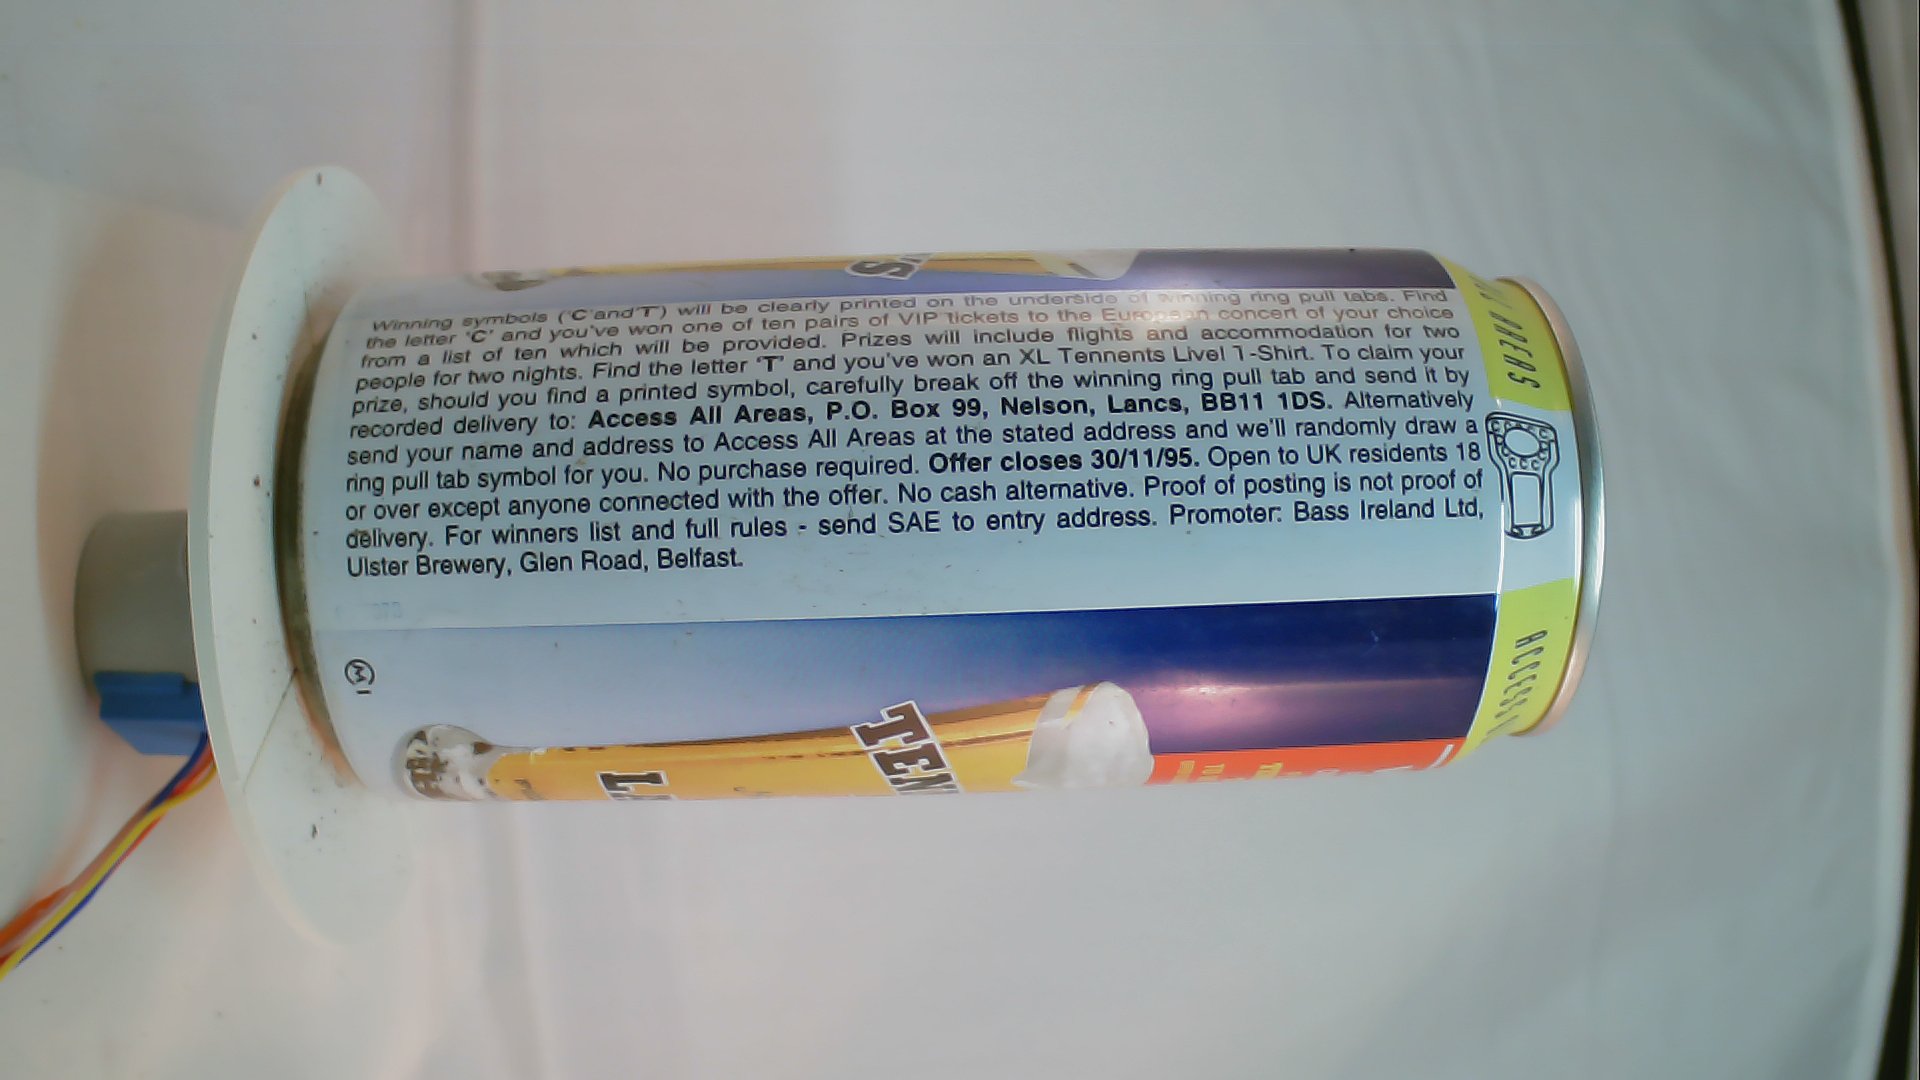 Winning symbols ('C' and 'T') will be clearly printed on the underside of winning ring pull tabs. Find
the letter 'C' and you've won one of ten pairs of VIP tickets to the European concert of your choice
from a list of ten which will be provided. Prizes will include flights and accommodation for two
people for two nights. Find the letter 'T' and you've won an XL Tennents Live! T-Shirt. To claim your
prize, should you find a printed symbol, carefully break off the winning ring pull tab and send it by
recorded delivery to: Access All Areas, P.O. Box 99, Nelson, Lancs, BB11 1DS. Alternatively
send your name and address to Access All Areas at the stated address and we'll randomly draw a
ring pull tab symbol for you. No purchase required. Offer closes 30/11/95. Open to UK residents 18
or over except anyone connected with the offer. No cash alternative. Proof of posting is not proof of
delivery. For winners list and full rules - send SAE to entry address. Promoter: Bass Ireland Ltd,
Ulster Brewery, Glen Road, Belfast.
AREAS
CCC
ACCESS
M
TEN
L
'S